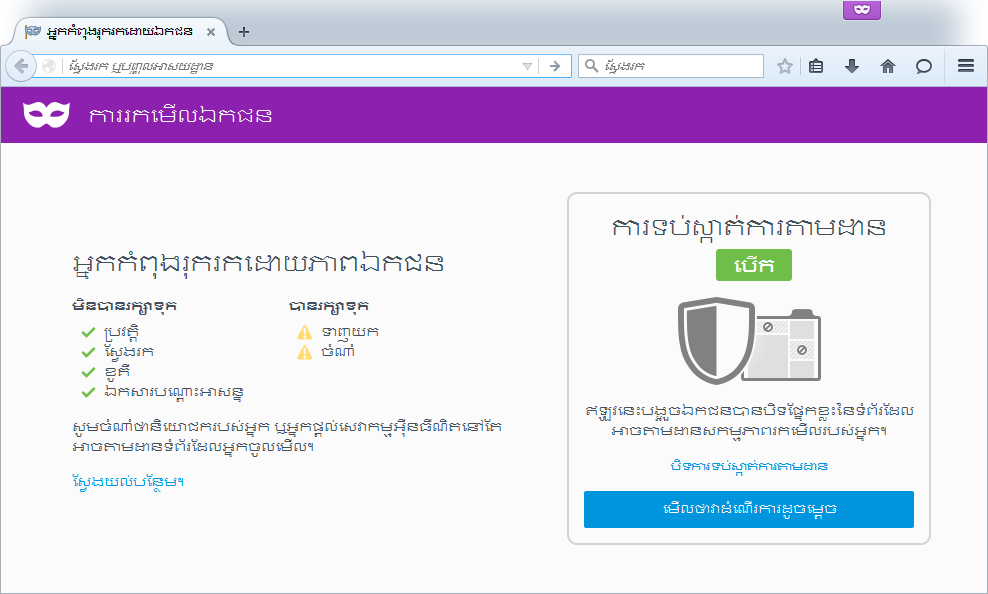 អ្នកកំពុងរុករកដោយឯកជន
ស្វែងរក ឬបញ្ចូលអាសយដ្ឋាន
ស្វែងរក
ការរកមើលឯកជន
អ្នកកំពុងរុករកដោយភាពឯកជន
មិនបានរក្សាទុក
បានរក្សាទុក
ប្រវត្តិ
ទាញយក
ស្វែងរក
ចំណាំ
ខូគី
ឯកសារបណ្ដោះអាសន្ន
សូមចំណាំថានិយោជករបស់អ្នក ឬអ្នកផ្ដល់សេវាកម្មអ៊ីនធឺណិតនៅតែ
អាចតាមដានទំព័រដែលអ្នកចូលមើល។
ស្វែងយល់បន្ថែម។
ការទប់ស្កាត់ការតាមដាន
បើក
ឥឡូវនេះបង្អួចឯកជនបានបិទផ្នែកខ្លះនៃទំព័រដែល
អាចតាមដានសកម្មភាពរកមើលរបស់អ្នក។
បិទការទប់ស្កាត់ការតាមដាន
មើលថាវាដំណើរការដូចម្ដេច